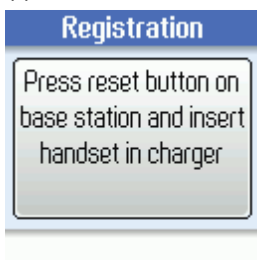 Registration
Press reset button on
base station and insert
handset in charger